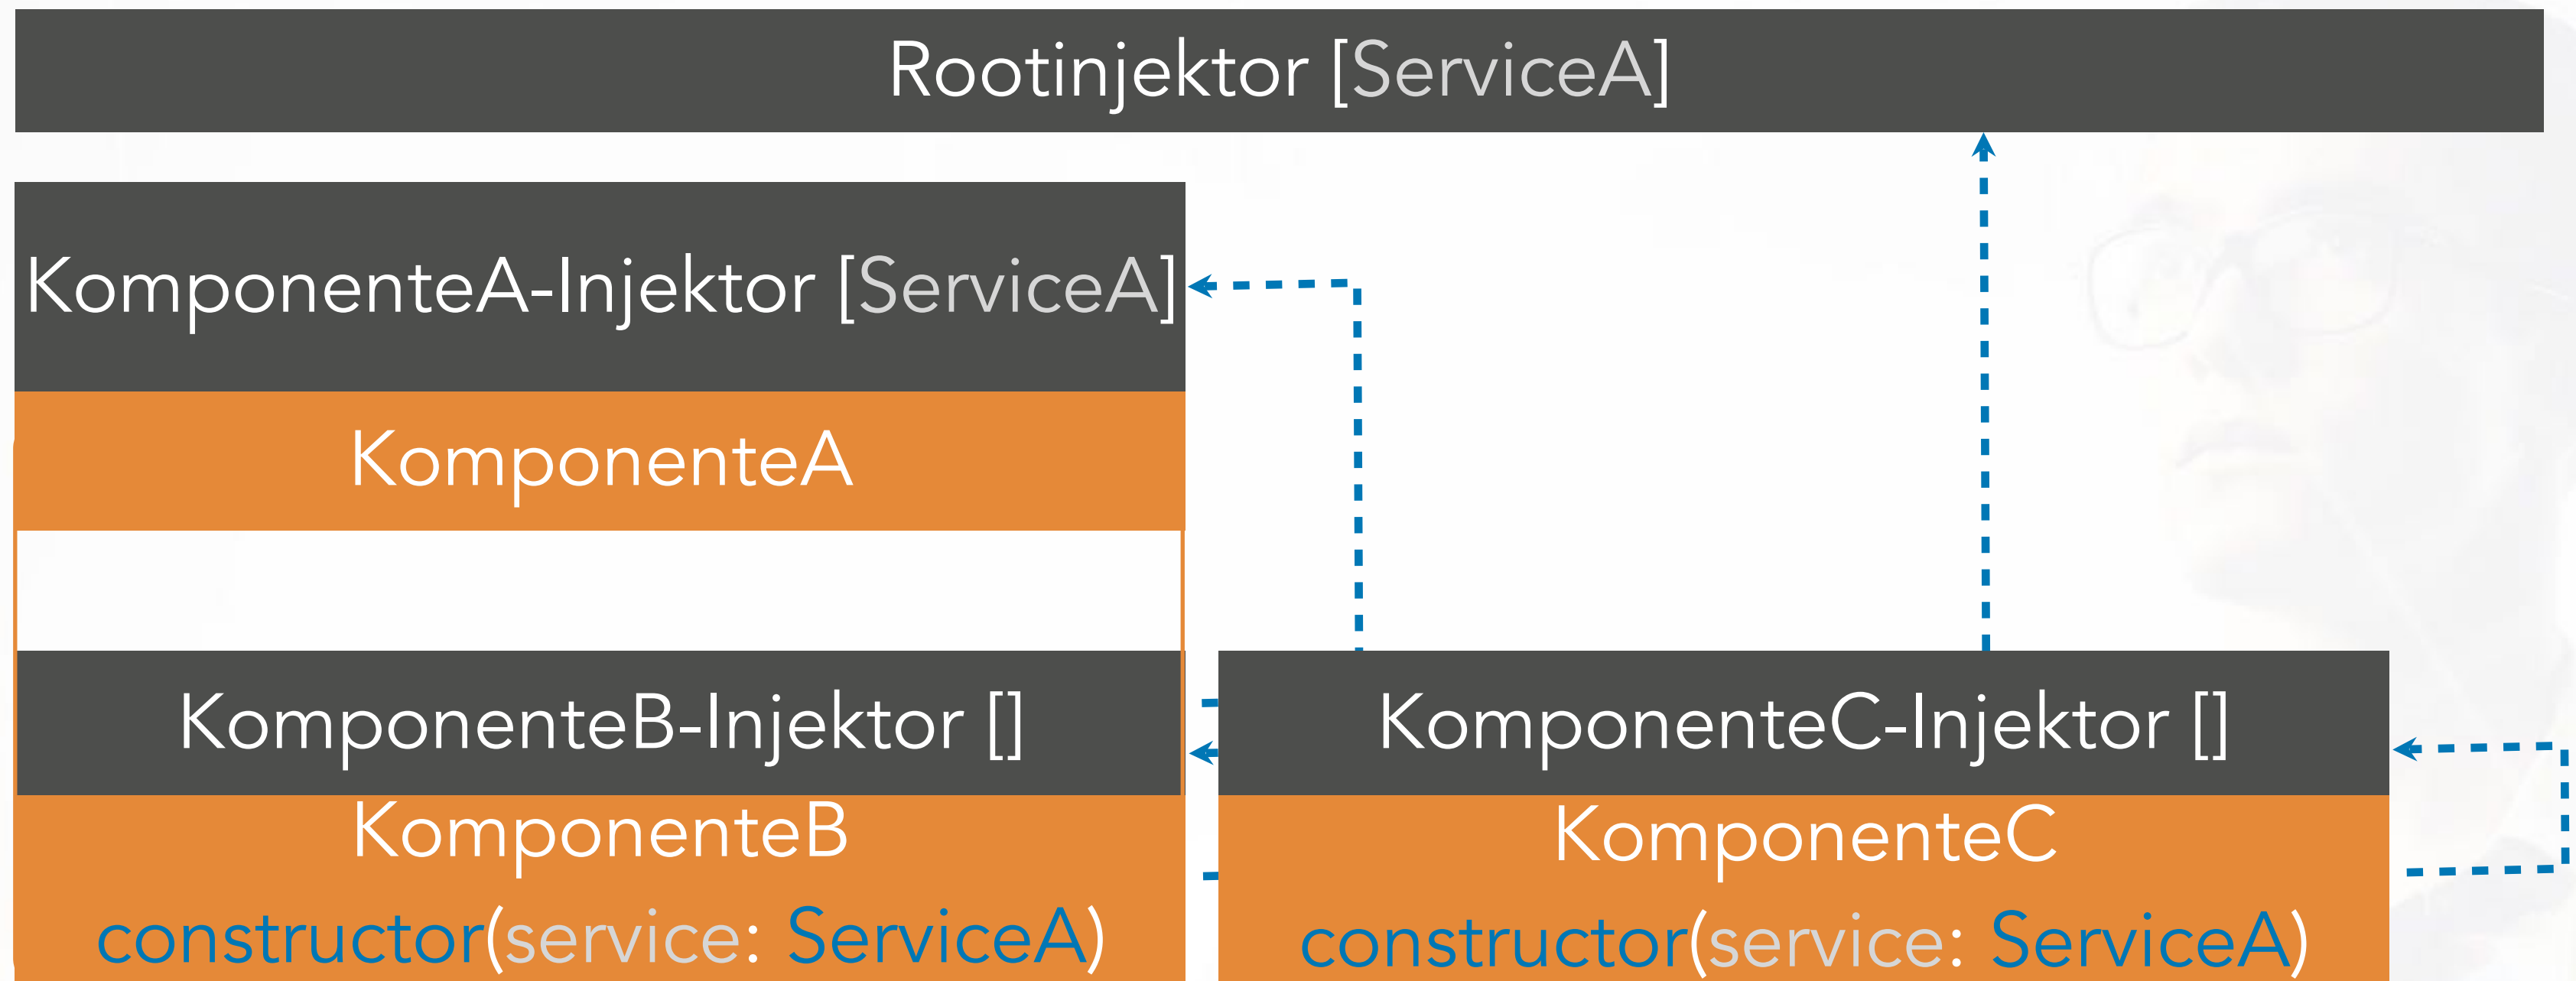 Rootinjektor [ServiceA]
KomponenteA-Injektor [ServiceA]
KomponenteA
KomponenteB-Injektor []
KomponenteB
constructor(service: ServiceA)
KomponenteC-Injektor []
KomponenteC
constructor(service: ServiceA)